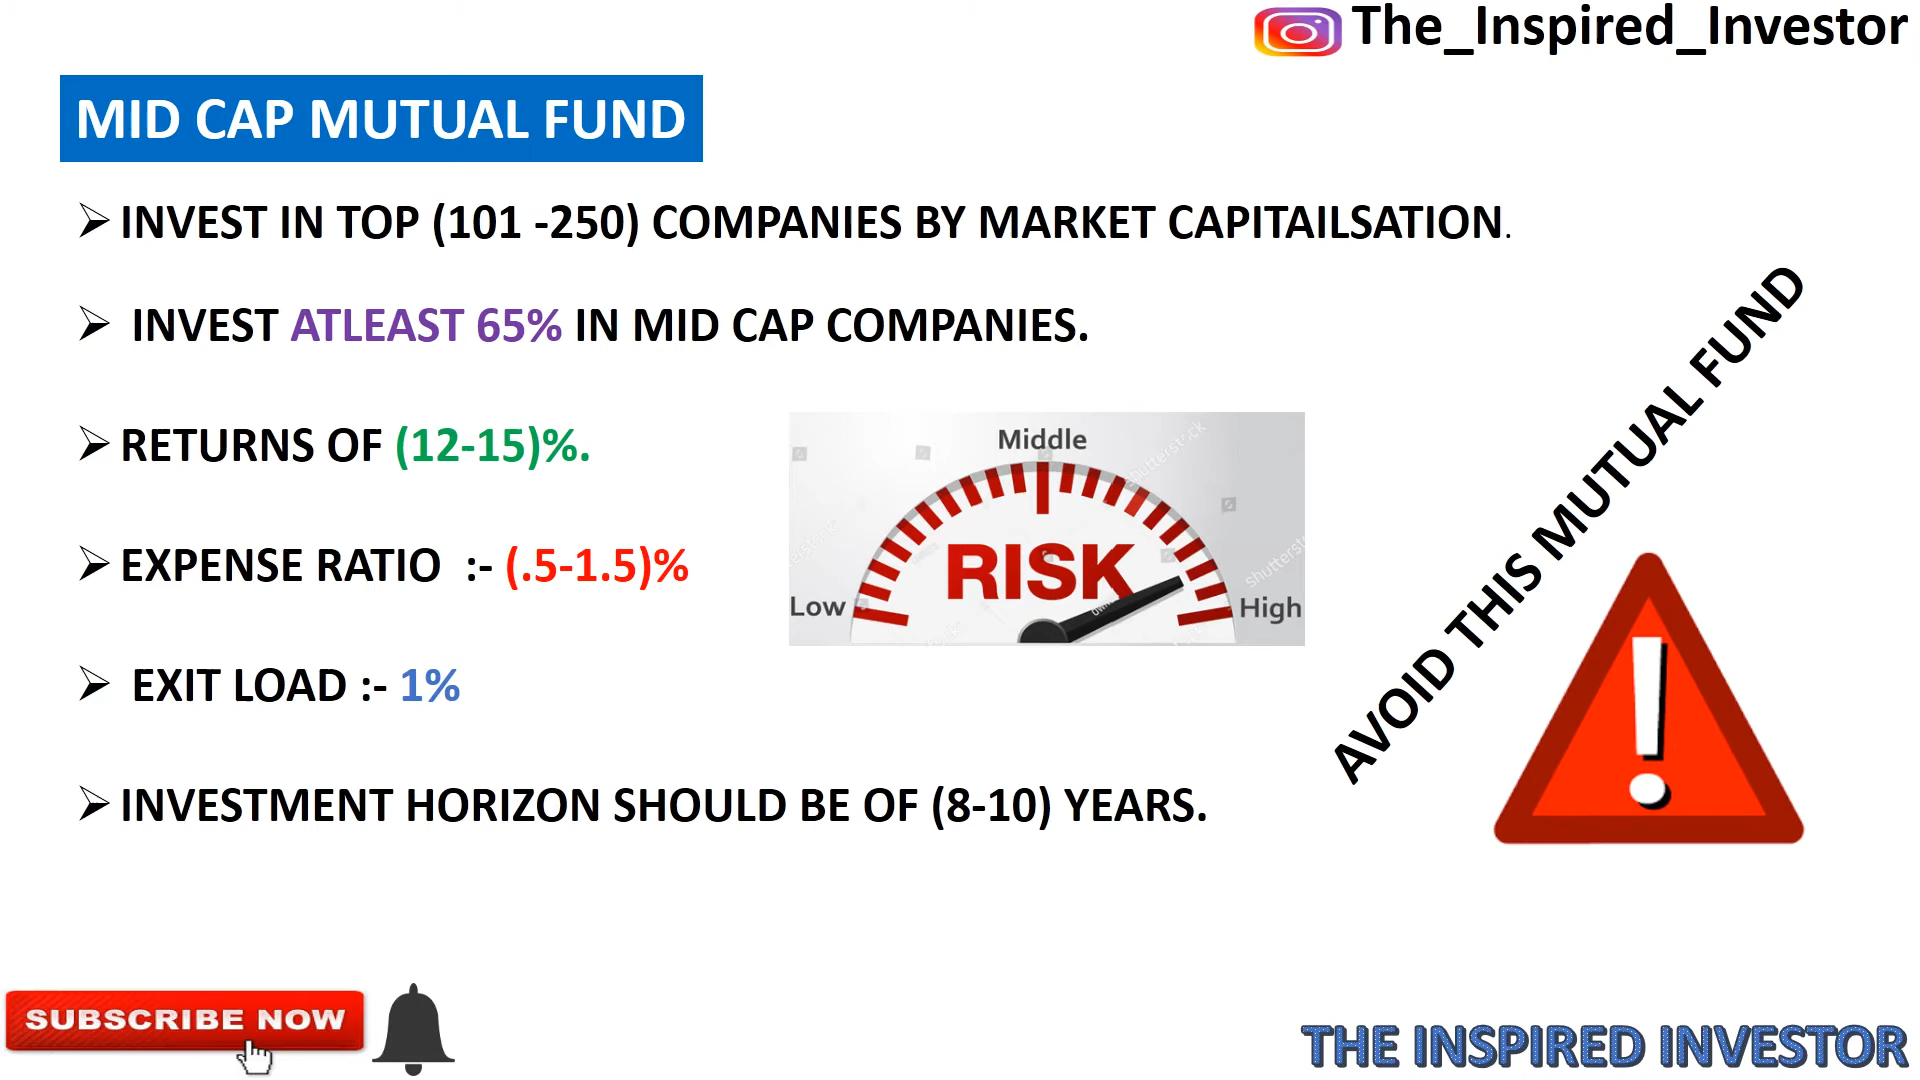 The_Inspired_Investor
MID CAP MUTUAL FUND
INVEST IN TOP (101 -250) COMPANIES BY MARKET CAPITAILSATION.
INVEST ATLEAST 65% IN MID CAP COMPANIES.
RETURNS OF (12-15)%.
EXPENSE RATIO :- (.5-1.5)%
EXIT LOAD :- 1%
INVESTMENT HORIZON SHOULD BE OF (8-10) YEARS.
Middle
RISK
Low
High
shutterstock
AVOID THIS MUTUAL FUND
!
SUBSCRIBE NOW
THE INSPIRED INVESTOR